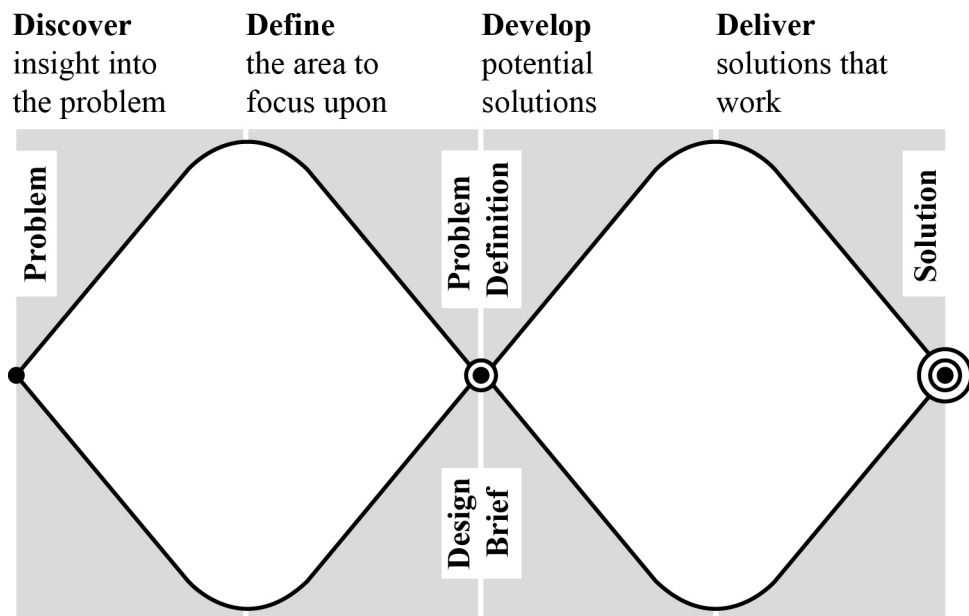 Discover
insight into
the problem
Define
the area to
focus upon
Develop
potential
solutions
Deliver
solutions that
work
Problem
Problem
Definition
Design
Brief
Solution